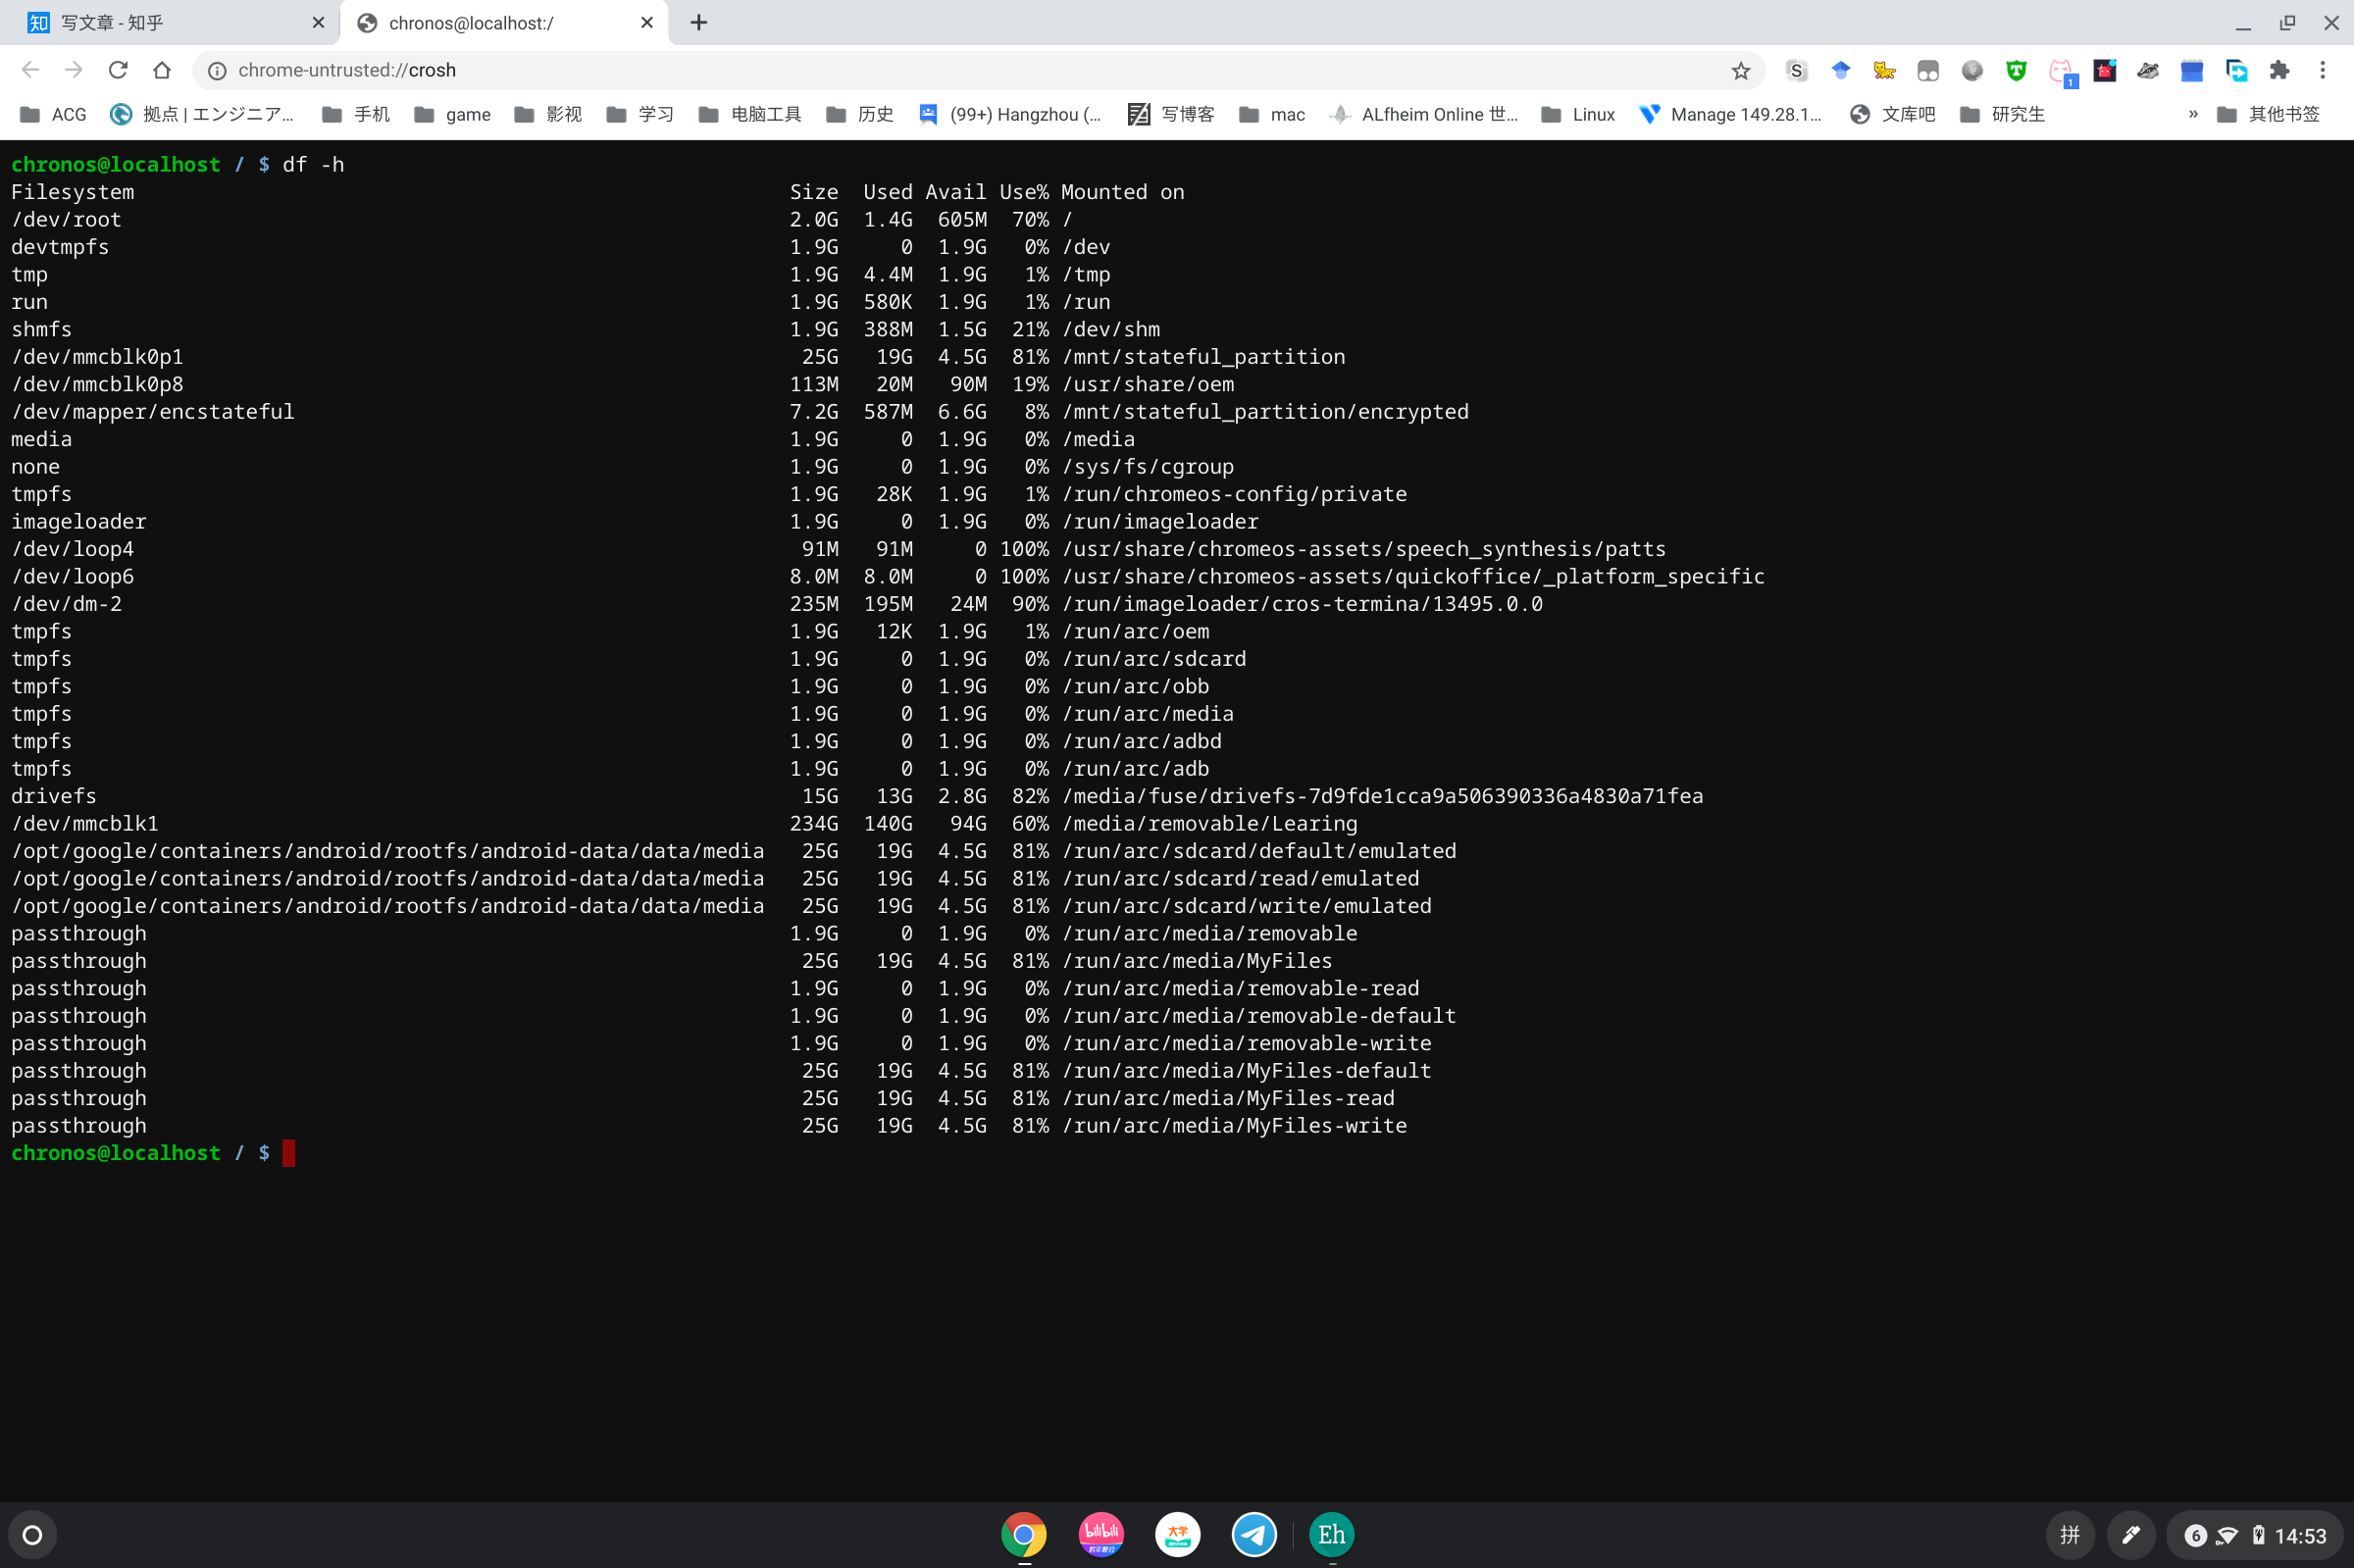 写文章 - 知乎
chronos@localhost:/
chrome-untrusted://crosh
ACG 拠点 | エンジニア... 手机 game 影视 学习 电脑工具 历史 (99+) Hangzhou (... 写博客 mac ALfheim Online 世... Linux Manage 149.28.1... 文库吧 研究生 » 其他书签
chronos@localhost / $ df -h
Filesystem Size Used Avail Use% Mounted on
/dev/root 2.0G 1.4G 605M 70% /
devtmpfs 1.9G 0 1.9G 0% /dev
tmp 1.9G 4.4M 1.9G 1% /tmp
run 1.9G 580K 1.9G 1% /run
shmfs 1.9G 388M 1.5G 21% /dev/shm
/dev/mmcblk0p1 25G 19G 4.5G 81% /mnt/stateful_partition
/dev/mmcblk0p8 113M 20M 90M 19% /usr/share/oem
/dev/mapper/encstateful 7.2G 587M 6.6G 8% /mnt/stateful_partition/encrypted
media 1.9G 0 1.9G 0% /media
none 1.9G 0 1.9G 0% /sys/fs/cgroup
tmpfs 1.9G 28K 1.9G 1% /run/chromeos-config/private
imageloader 1.9G 0 1.9G 0% /run/imageloader
/dev/loop4 91M 91M 0 100% /usr/share/chromeos-assets/speech_synthesis/patts
/dev/loop6 8.0M 8.0M 0 100% /usr/share/chromeos-assets/quickoffice/_platform_specific
/dev/dm-2 235M 195M 24M 90% /run/imageloader/cros-termina/13495.0.0
tmpfs 1.9G 12K 1.9G 1% /run/arc/oem
tmpfs 1.9G 0 1.9G 0% /run/arc/sdcard
tmpfs 1.9G 0 1.9G 0% /run/arc/obb
tmpfs 1.9G 0 1.9G 0% /run/arc/media
tmpfs 1.9G 0 1.9G 0% /run/arc/adbd
tmpfs 1.9G 0 1.9G 0% /run/arc/adb
drivefs 15G 13G 2.8G 82% /media/fuse/drivefs-7d9fde1cca9a506390336a4830a71fea
/dev/mmcblk1 234G 140G 94G 60% /media/removable/Learing
/opt/google/containers/android/rootfs/android-data/data/media 25G 19G 4.5G 81% /run/arc/sdcard/default/emulated
/opt/google/containers/android/rootfs/android-data/data/media 25G 19G 4.5G 81% /run/arc/sdcard/read/emulated
/opt/google/containers/android/rootfs/android-data/data/media 25G 19G 4.5G 81% /run/arc/sdcard/write/emulated
passthrough 1.9G 0 1.9G 0% /run/arc/media/removable
passthrough 25G 19G 4.5G 81% /run/arc/media/MyFiles
passthrough 1.9G 0 1.9G 0% /run/arc/media/removable-read
passthrough 1.9G 0 1.9G 0% /run/arc/media/removable-default
passthrough 1.9G 0 1.9G 0% /run/arc/media/removable-write
passthrough 25G 19G 4.5G 81% /run/arc/media/MyFiles-default
passthrough 25G 19G 4.5G 81% /run/arc/media/MyFiles-read
passthrough 25G 19G 4.5G 81% /run/arc/media/MyFiles-write
chronos@localhost / $
bilibili 大学 Eh 拼 6 14:53